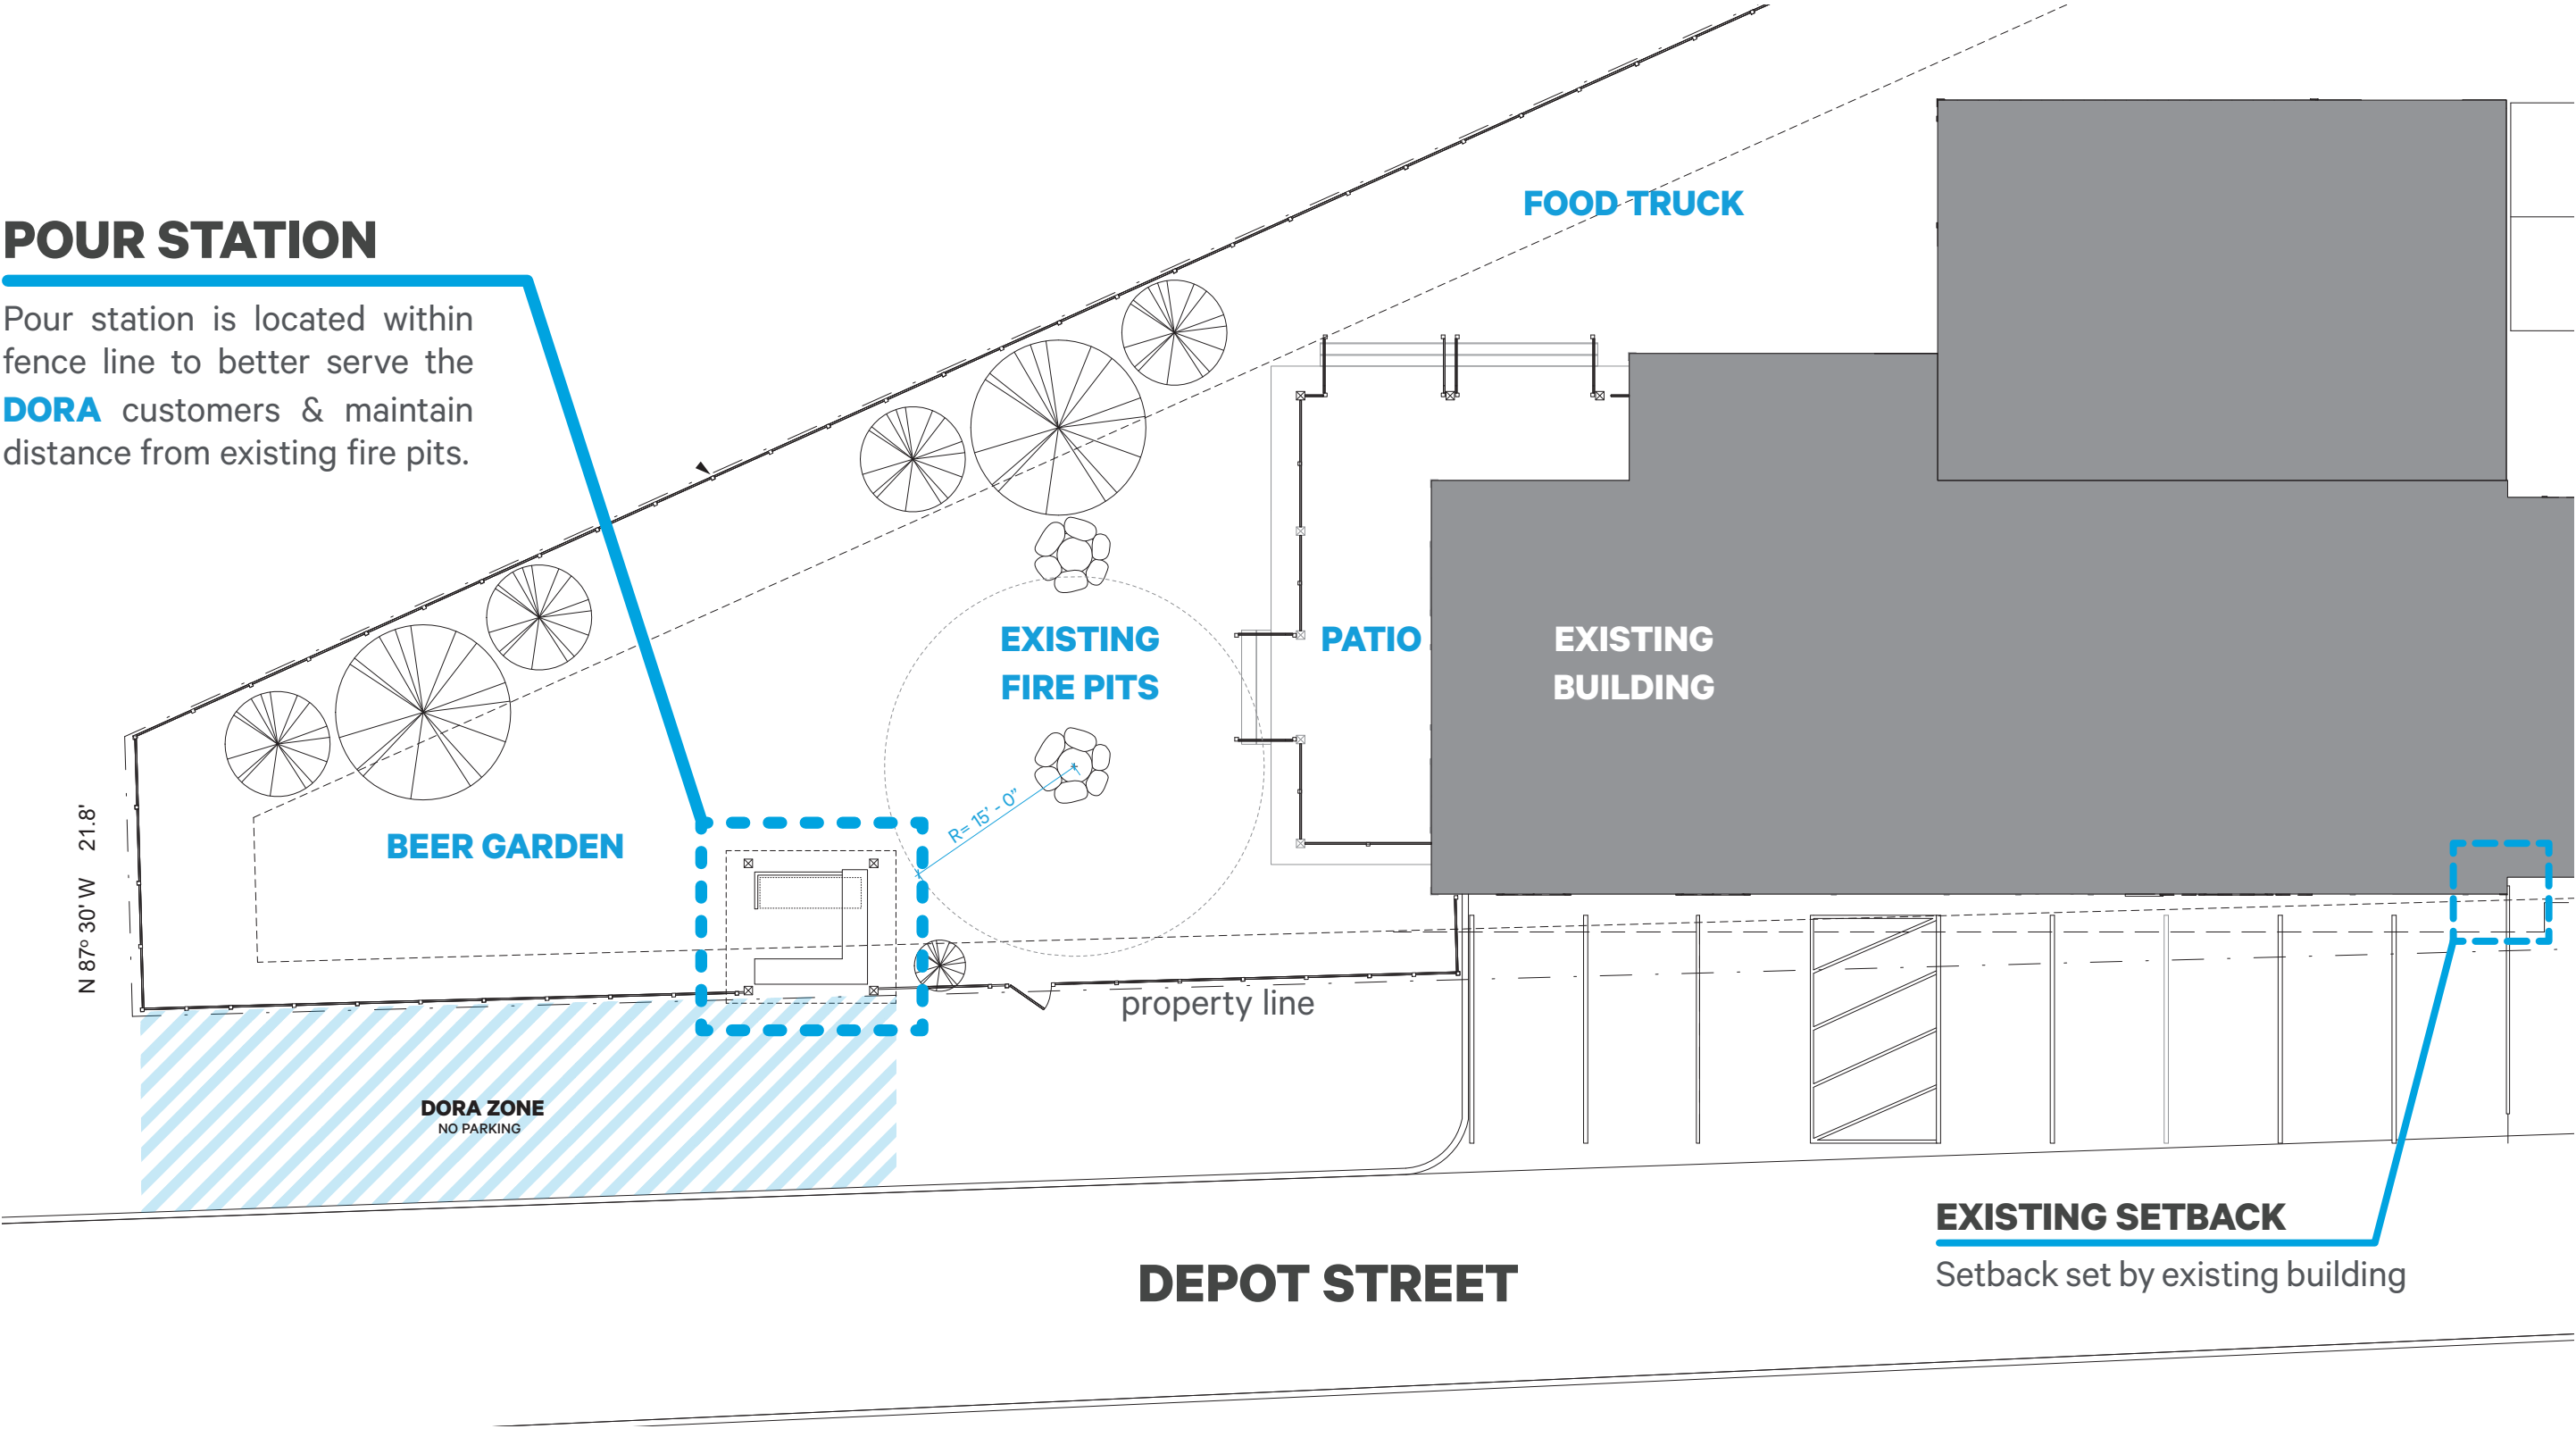 FOOD TRUCK
POUR STATION
Pour station is located within
fence line to better serve the
DORA customers & maintain
distance from existing fire pits.
EXISTING
FIRE PITS
PATIO
EXISTING
BUILDING
R= 15' - 0"
BEER GARDEN
N 87° 30' W 21.8'
property line
DORA ZONE
NO PARKING
EXISTING SETBACK
Setback set by existing building
DEPOT STREET